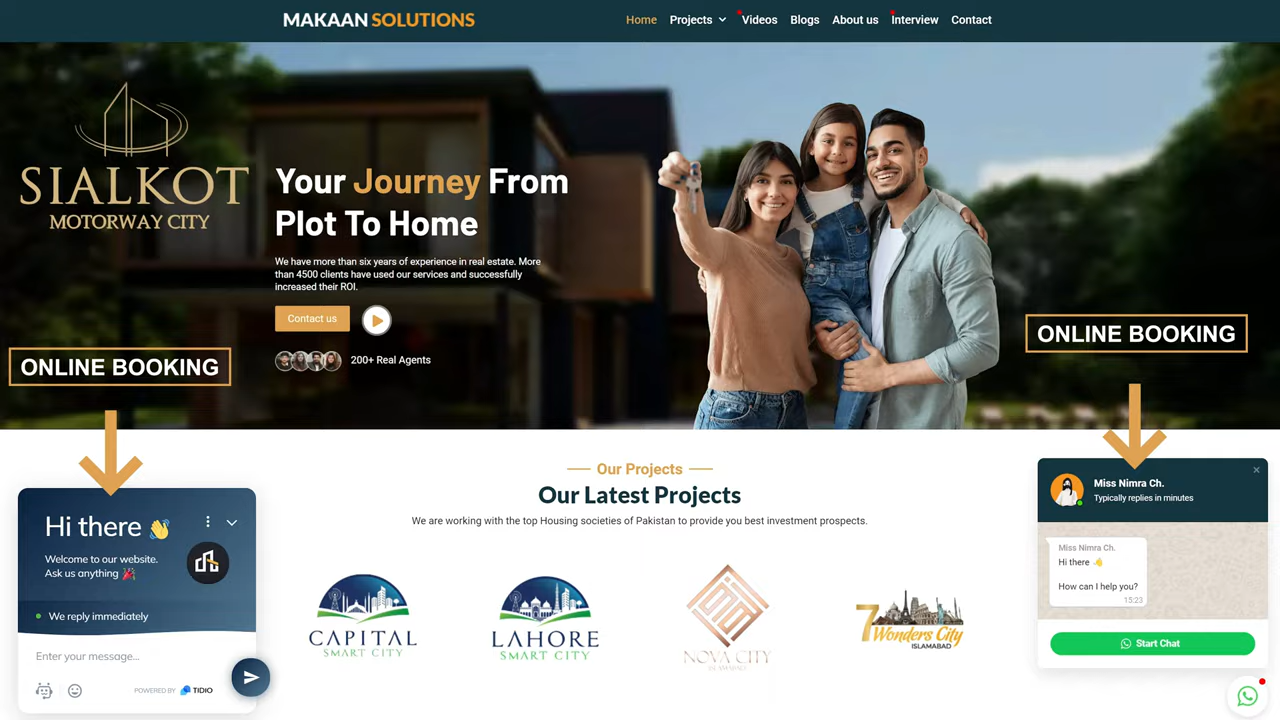 MAKAAN SOLUTIONS
Home Projects Videos Blogs About us Interview Contact
SIALKOT
MOTORWAY CITY
Your Journey From
Plot To Home
We have more than six years of experience in real estate. More
than 4500 clients have used our services and successfully
increased their ROI.
Contact us
200+ Real Agents
ONLINE BOOKING
ONLINE BOOKING
Our Projects
Our Latest Projects
We are working with the top Housing societies of Pakistan to provide you best investment prospects.
CAPITAL
SMART CITY
LAHORE
SMART CITY
NOVA CITY
ISLAMABAD
7 Wonders City
ISLAMABAD
Hi there 👋
Welcome to our website.
Ask us anything 🎉
We reply immediately
Enter your message...
POWERED BY TIDIO
Miss Nimra Ch.
Typically replies in minutes
Miss Nimra Ch.
Hi there 👋
How can I help you?
15:23
Start Chat